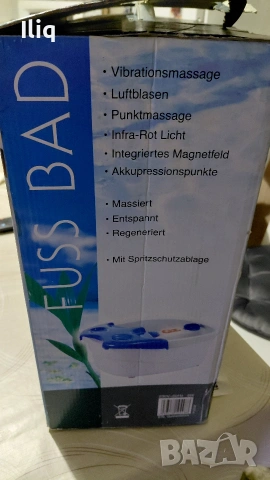 Iliq
FUSS BAD
• Vibrationsmassage
• Luftblasen
• Punktmassage
• Infra-Rot Licht
• Integriertes Magnetfeld
• Akkupressionspunkte
• Massiert
• Entspannt
• Regeneriert
• Mit Spritzschutzablage
BAZAR